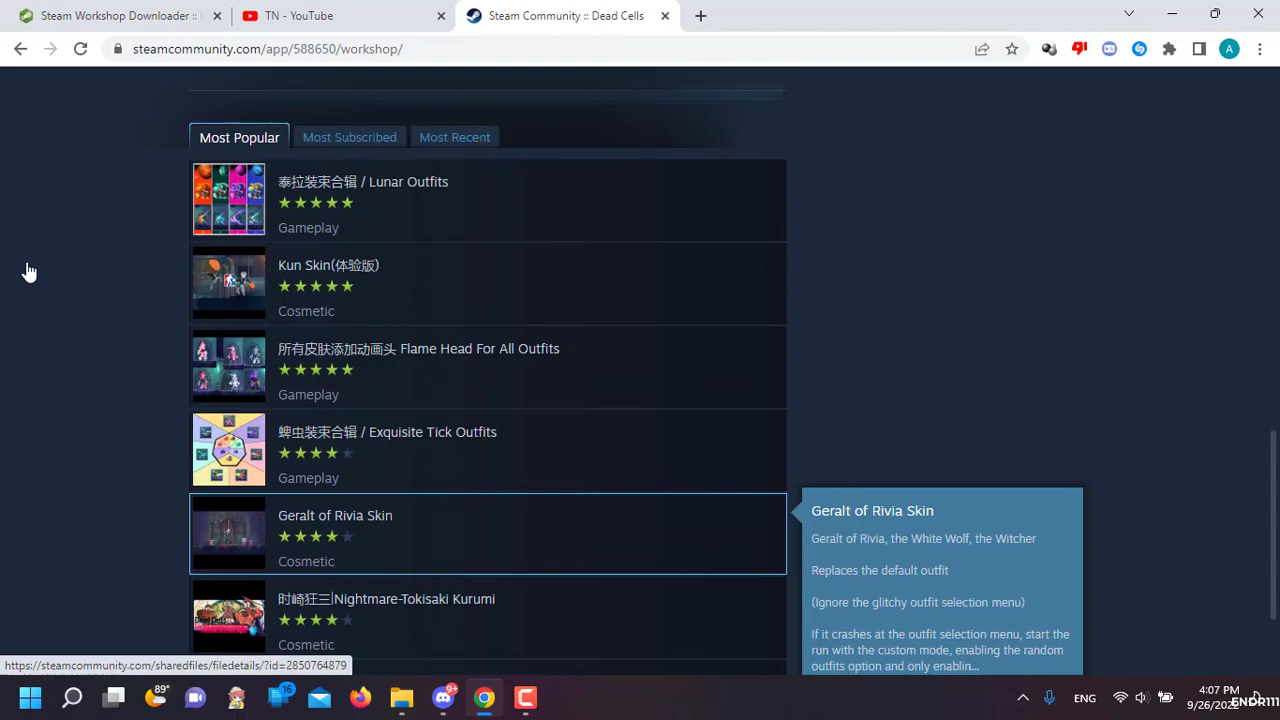 Steam Workshop Downloader ::
TN - YouTube
Steam Community :: Dead Cells
steamcommunity.com/app/588650/workshop/
A
Most Popular
Most Subscribed
Most Recent
泰拉装束合辑 / Lunar Outfits
Gameplay
Kun Skin(体验版)
Cosmetic
所有皮肤添加动画头 Flame Head For All Outfits
Gameplay
蜱虫装束合辑 / Exquisite Tick Outfits
Gameplay
Geralt of Rivia Skin
Cosmetic
时崎狂三|Nightmare-Tokisaki Kurumi
Cosmetic
Geralt of Rivia Skin
Geralt of Rivia, the White Wolf, the Witcher
Replaces the default outfit
(Ignore the glitchy outfit selection menu)
If it crashes at the outfit selection menu, start the
run with the custom mode, enabling the random
outfits option and only enablin...
https://steamcommunity.com/sharedfiles/filedetails/?id=2850764879
89°
16
9+
ENG
4:07 PM
ENDR111